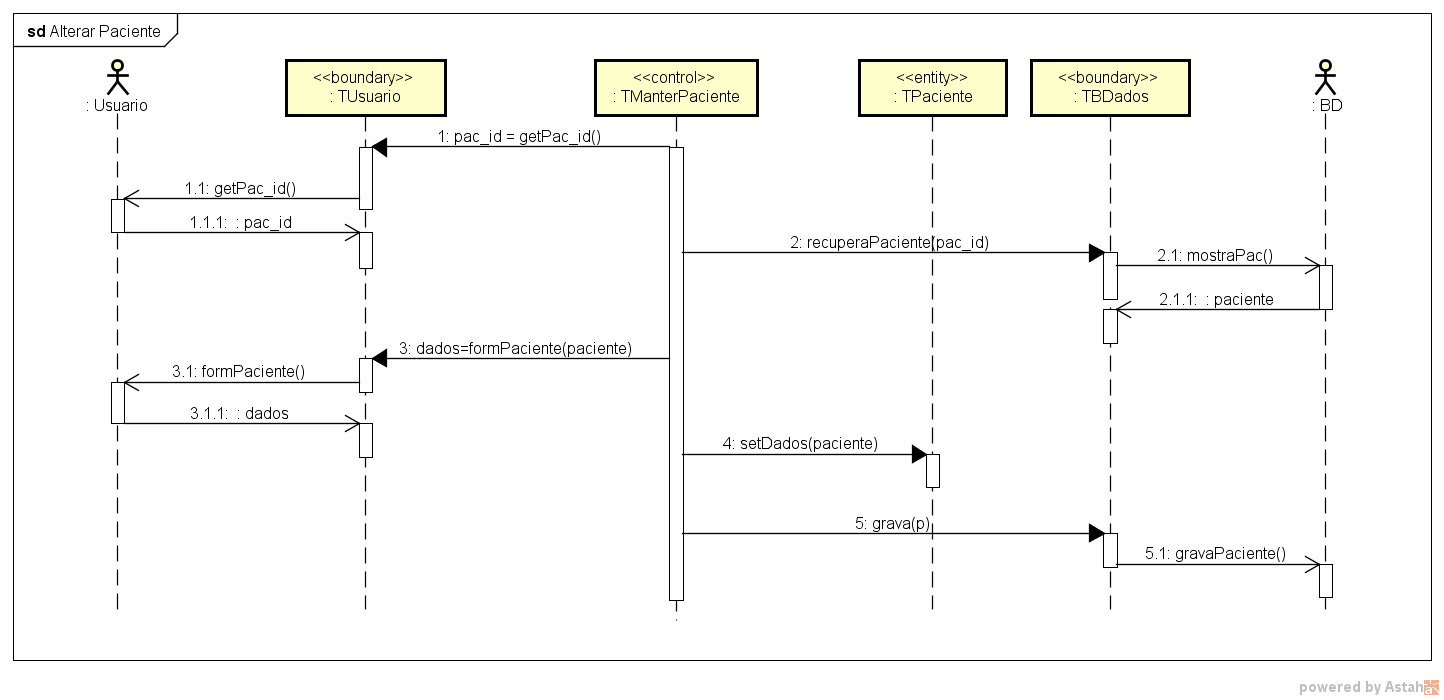 sd Alterar Paciente
<<boundary>>
: TUsuario
<<control>>
: TManterPaciente
<<entity>>
: TPaciente
<<boundary>>
: TBDados
: Usuario
: BD
1: pac_id = getPac_id()
1.1: getPac_id()
1.1.1: : pac_id
2: recuperaPaciente(pac_id)
2.1: mostraPac()
2.1.1: : paciente
3: dados=formPaciente(paciente)
3.1: formPaciente()
3.1.1: : dados
4: setDados(paciente)
5: grava(p)
5.1: gravaPaciente()
powered by Astah